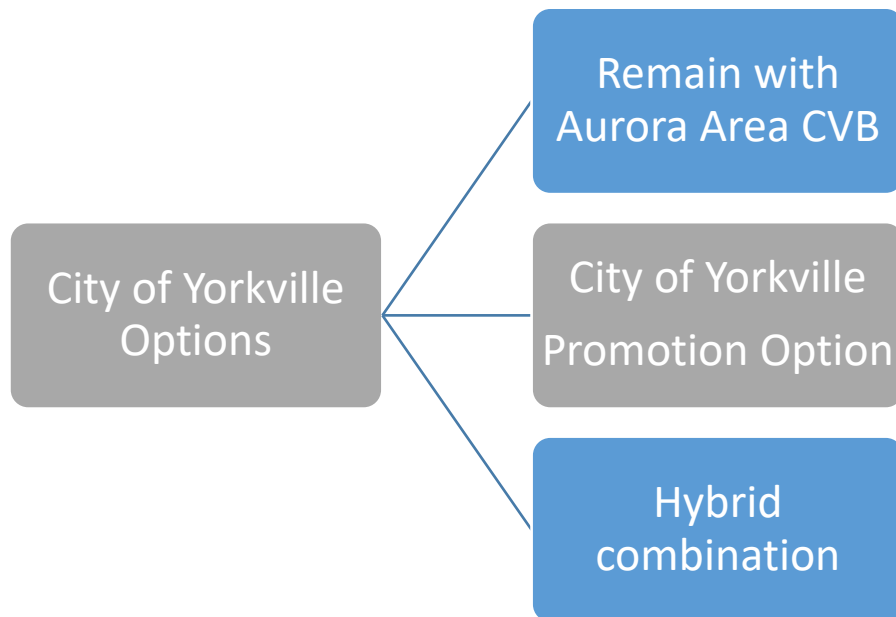 Remain with
Aurora Area CVB
City of Yorkville
Options
City of Yorkville
Promotion Option
Hybrid
combination